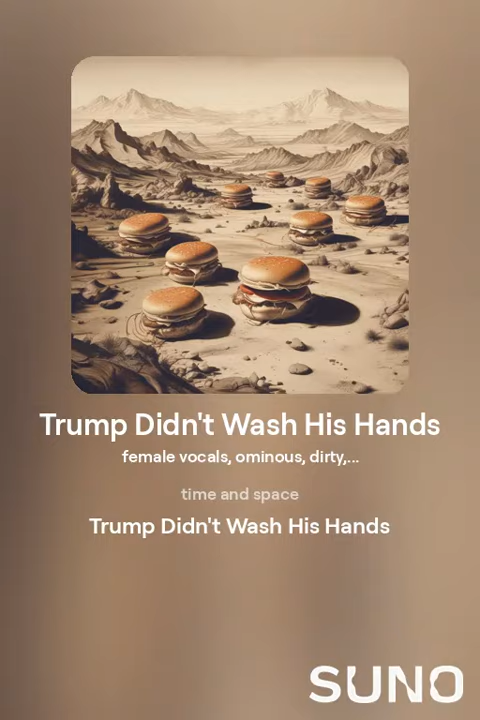 Trump Didn't Wash His Hands
female vocals, ominous, dirty,...
time and space
Trump Didn't Wash His Hands
SUNO